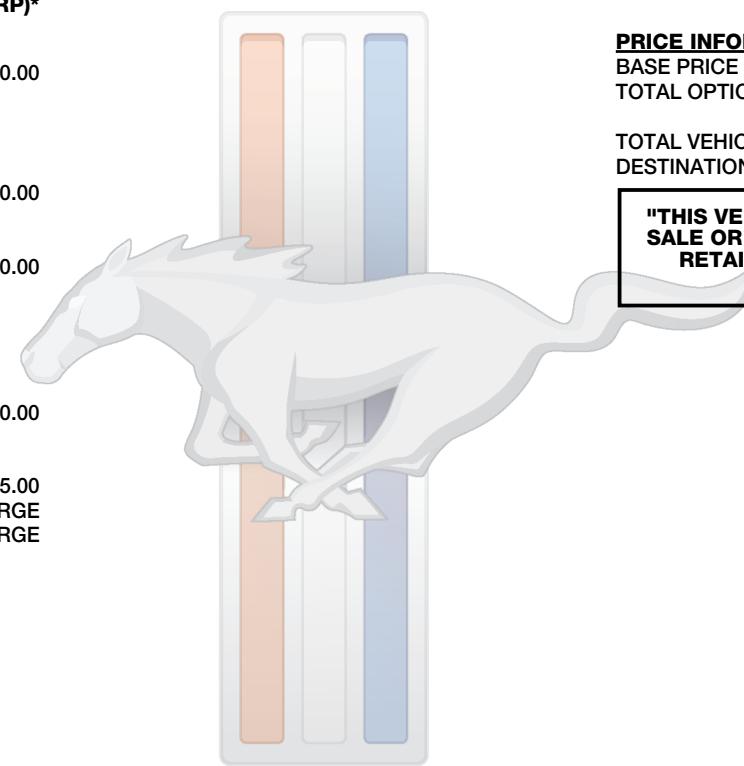 RP)*
0.00
0.00
0.00
0.00
5.00
RGE
RGE
PRICE INFO
BASE PRICE
TOTAL OPTIO
TOTAL VEHIC
DESTINATION
"THIS VE
SALE OR
RETAI